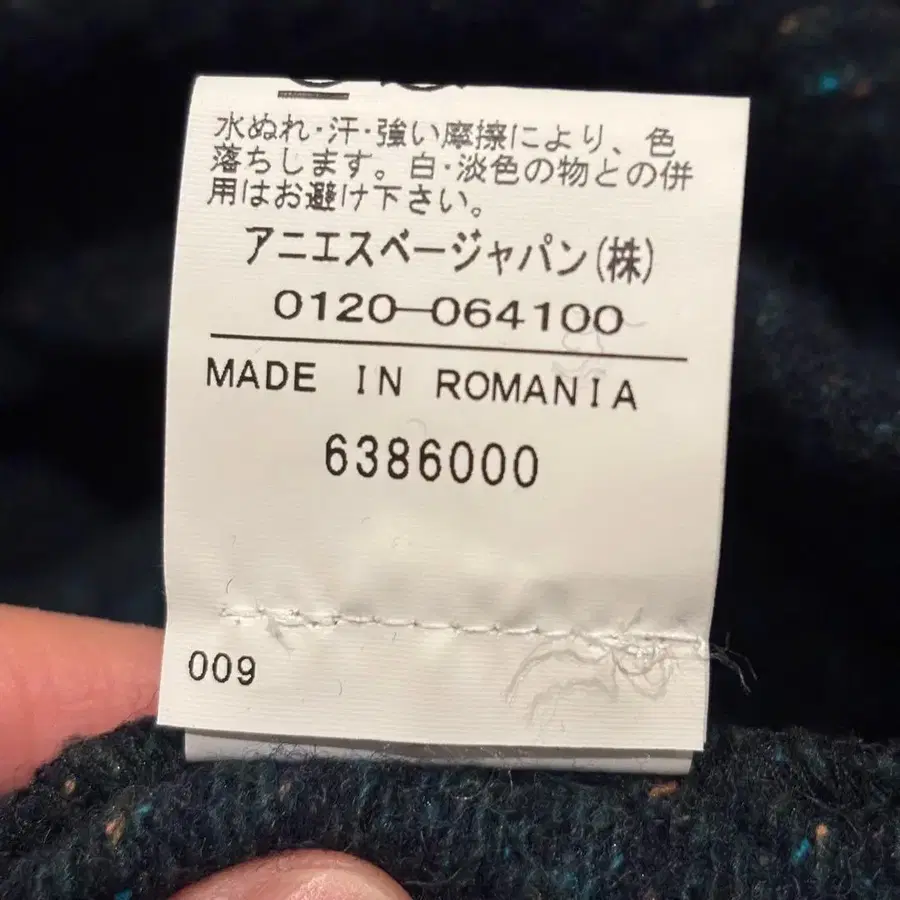 水ぬれ・汗・強い摩擦により、色
落ちします。白・淡色の物との併
用はお避け下さい。
アニエスベージャパン(株)
0120-064100
MADE IN ROMANIA
6386000
009